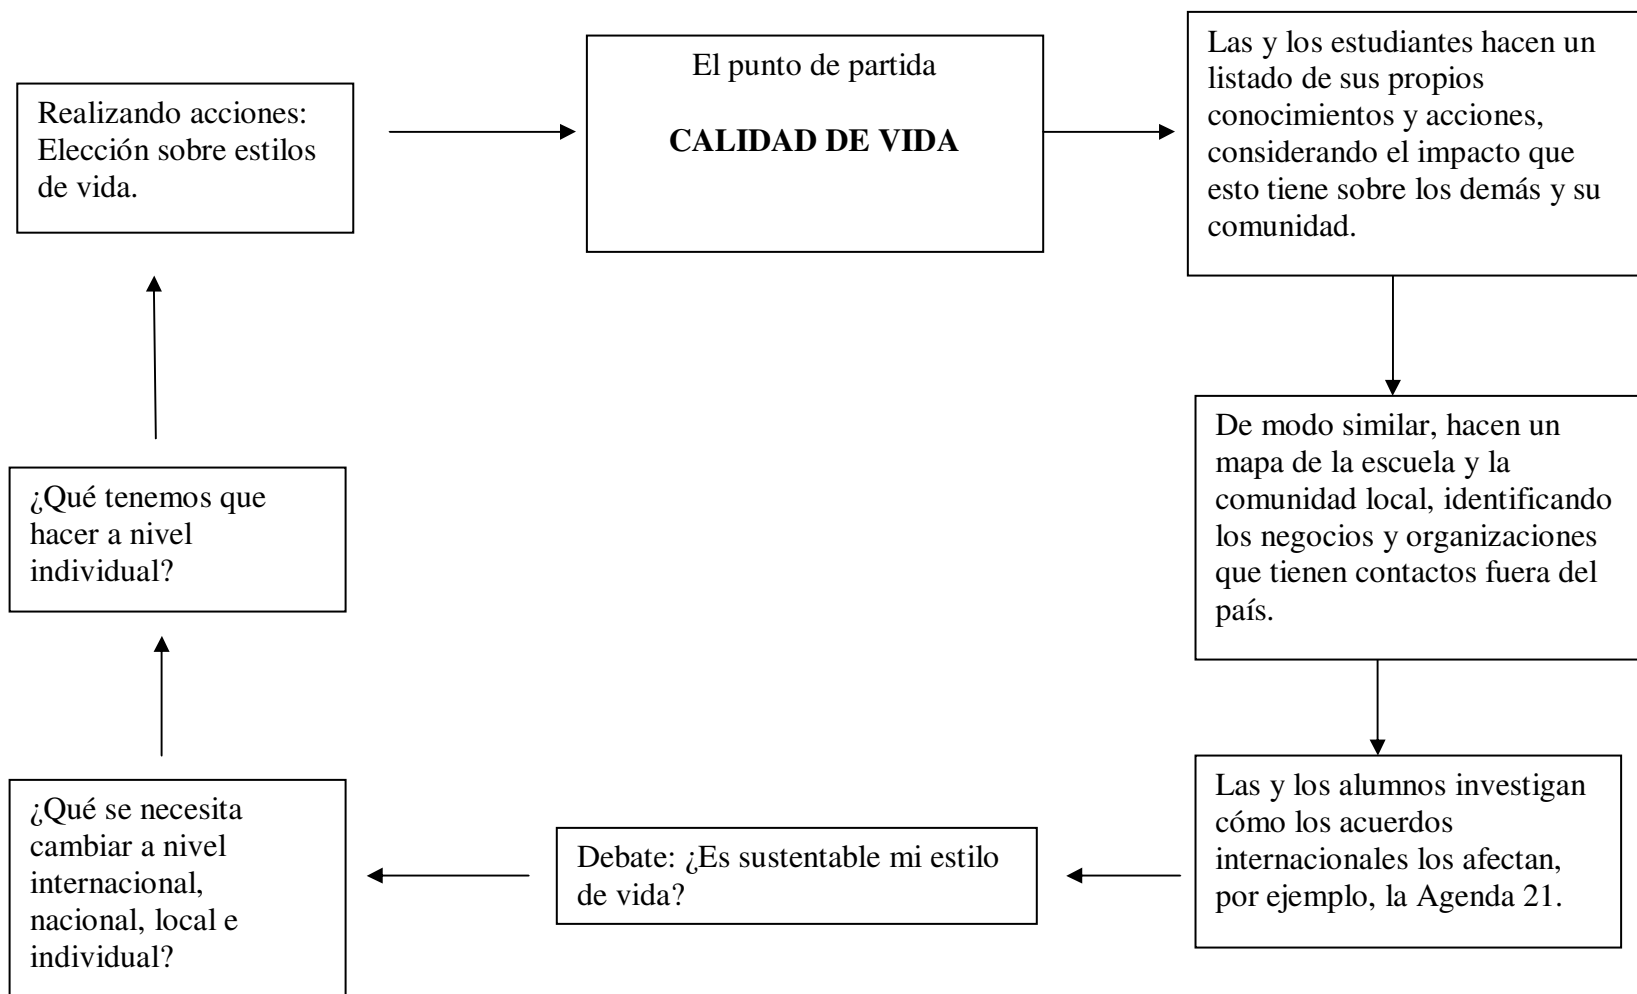 El punto de partida
CALIDAD DE VIDA
Las y los estudiantes hacen un
listado de sus propios
conocimientos y acciones,
considerando el impacto que
esto tiene sobre los demás y su
comunidad.
De modo similar, hacen un
mapa de la escuela y la
comunidad local, identificando
los negocios y organizaciones
que tienen contactos fuera del
país.
Las y los alumnos investigan
cómo los acuerdos
internacionales los afectan,
por ejemplo, la Agenda 21.
Debate: ¿Es sustentable mi estilo
de vida?
¿Qué se necesita
cambiar a nivel
internacional,
nacional, local e
individual?
¿Qué tenemos que
hacer a nivel
individual?
Realizando acciones:
Elección sobre estilos
de vida.